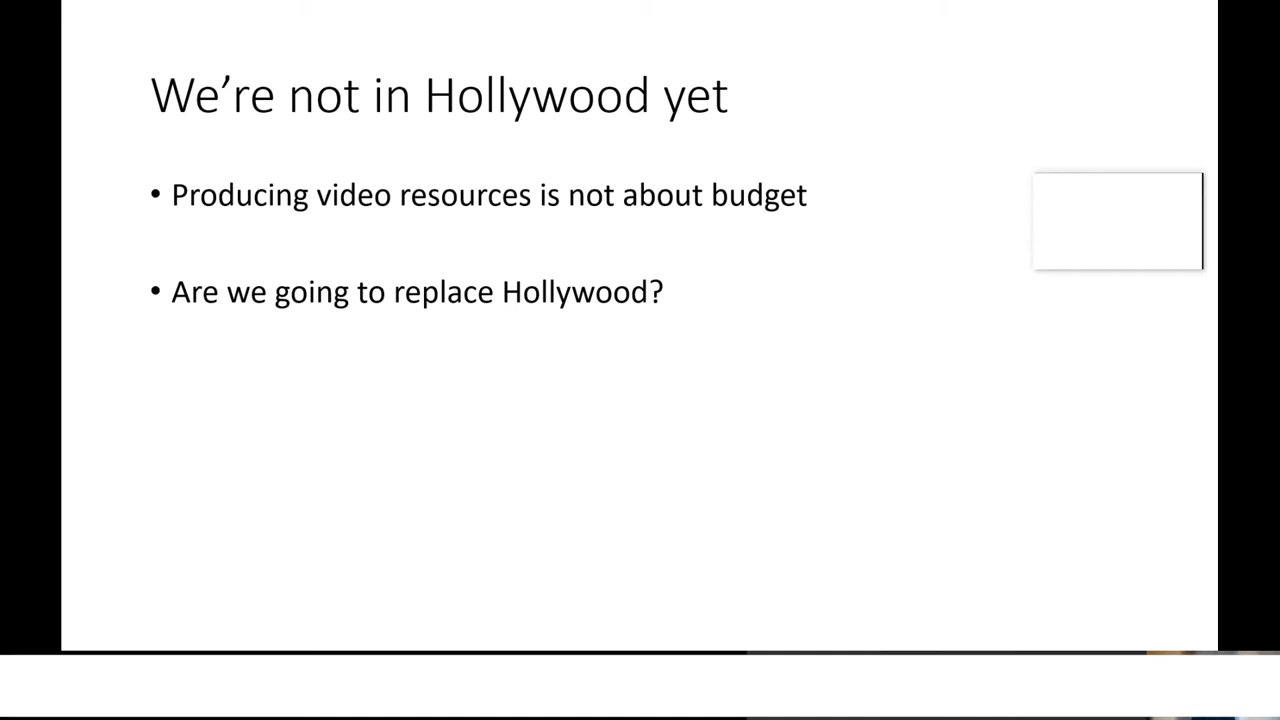 We’re not in Hollywood yet
• Producing video resources is not about budget
• Are we going to replace Hollywood?